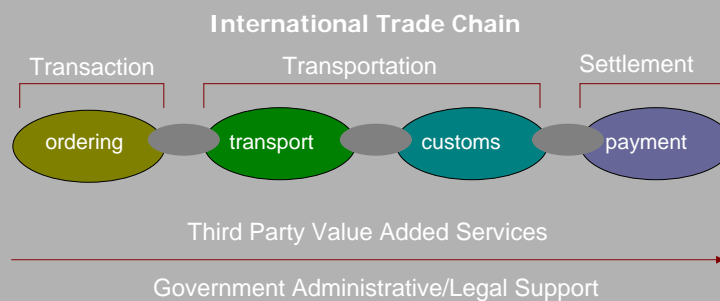 International Trade Chain
Transaction Transportation Settlement
ordering transport customs payment
Third Party Value Added Services
Government Administrative/Legal Support